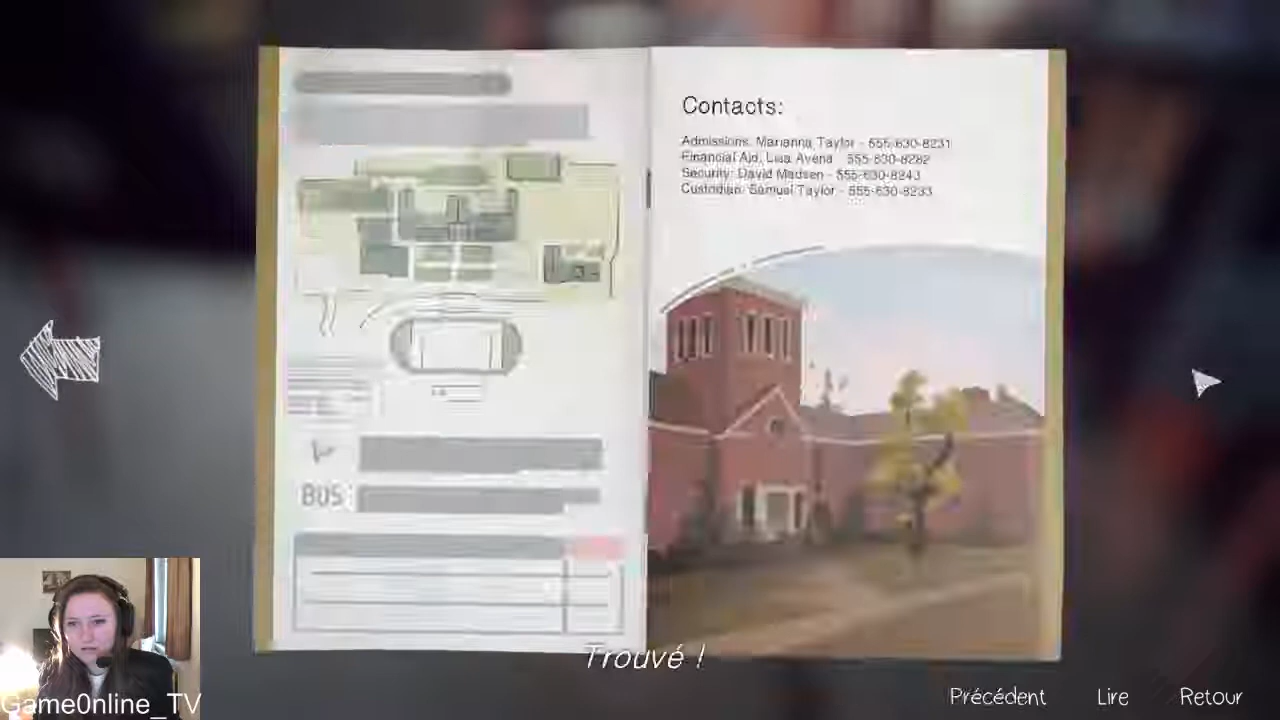 Contacts:
Admissions: Marianna Taylor - 555-630-8231
Financial Aid, Lisa Avena 555-630-8282
Security: David Madsen - 555-630-8243
Custodian: Samuel Taylor - 555-630-8233
BUS
Trouvé !
Game0nline_TV
Précédent
Lire
Retour